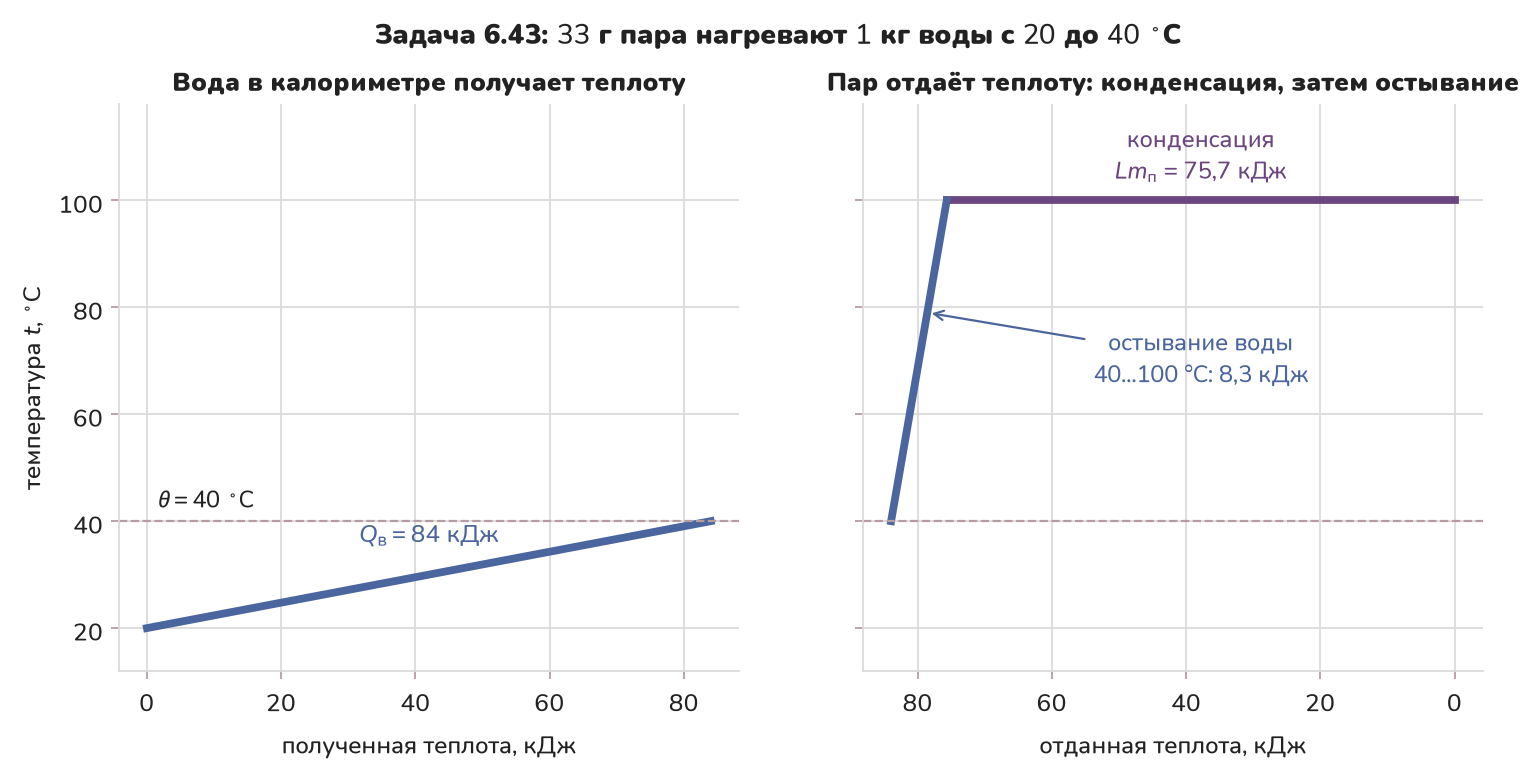 Задача 6.43: 33 г пара нагревают 1 кг воды с 20 до 40 °С
Вода в калориметре получает теплоту
температура t, °C
100
80
60
40
20
θ = 40 °C
Qв = 84 кДж
0 20 40 60 80
полученная теплота, кДж
Пар отдаёт теплоту: конденсация, затем остывание
конденсация
Lmп = 75,7 кДж
остывание воды
40...100 °C: 8,3 кДж
80 60 40 20 0
отданная теплота, кДж